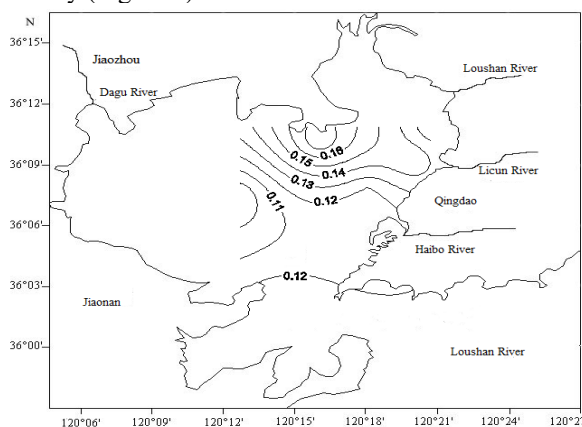 N
36°15'
Jiaozhou
Loushan River
Dagu River
36°12'
0.16
0.15
0.14
36°09'
0.13
Licun River
0.12
Qingdao
0.11
36°06'
Haibo River
36°03'
0.12
Jiaonan
36°00'
Loushan River
120°06' 120°09' 120°12' 120°15' 120°18' 120°21' 120°24'